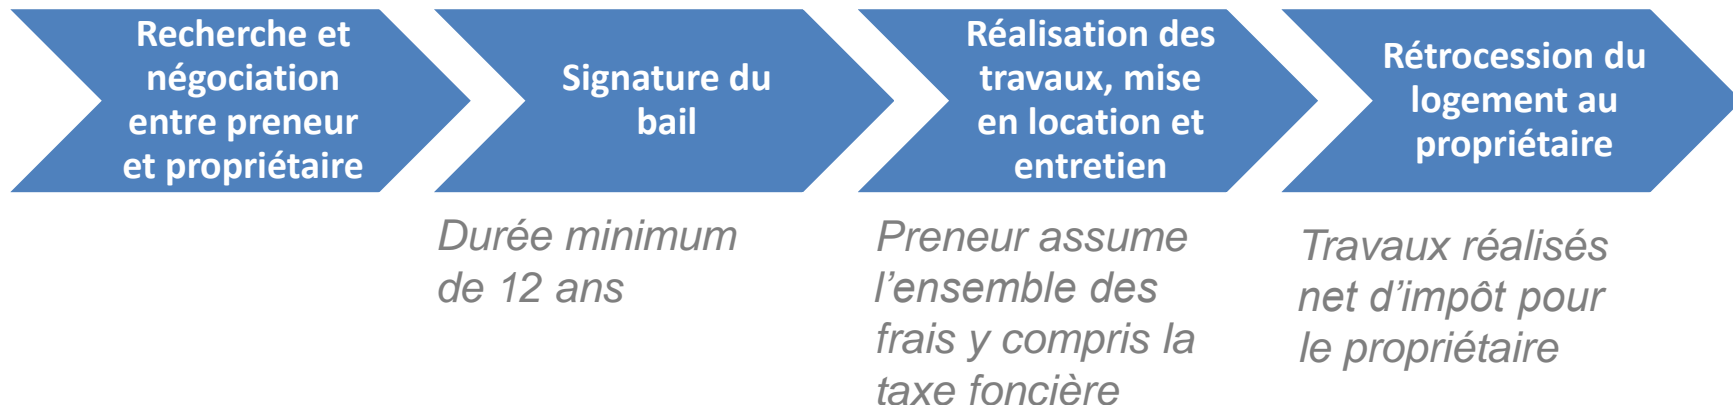 Recherche et
négociation
entre preneur
et propriétaire
Signature du
bail
Durée minimum
de 12 ans
Réalisation des
travaux, mise
en location et
entretien
Preneur assume
l’ensemble des
frais y compris la
taxe foncière
Rétrocession du
logement au
propriétaire
Travaux réalisés
net d’impôt pour
le propriétaire